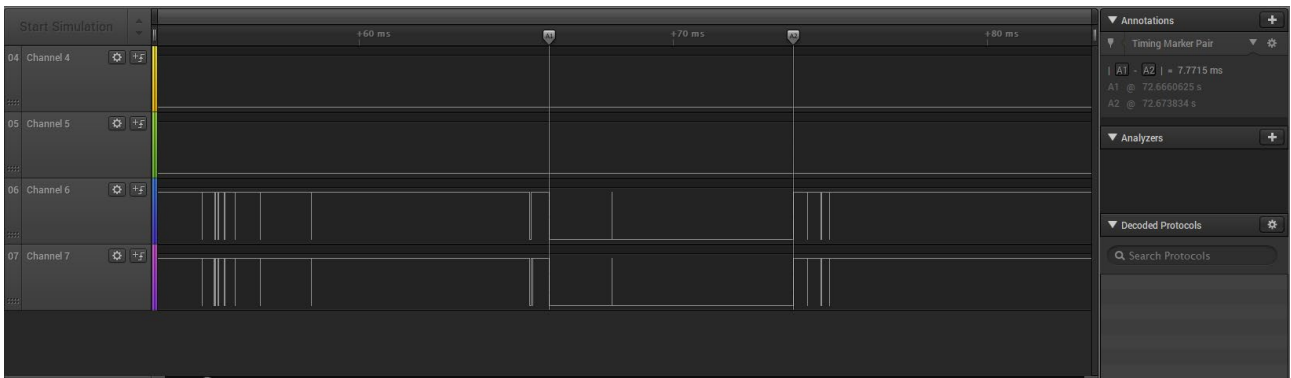 Start Simulation
+60 ms
+70 ms
+80 ms
A1
A2
04 Channel 4
05 Channel 5
06 Channel 6
07 Channel 7
Annotations
Timing Marker Pair
| A1 - A2 | = 7.7715 ms
A1 @ 72.6660625 s
A2 @ 72.673834 s
Analyzers
Decoded Protocols
Search Protocols